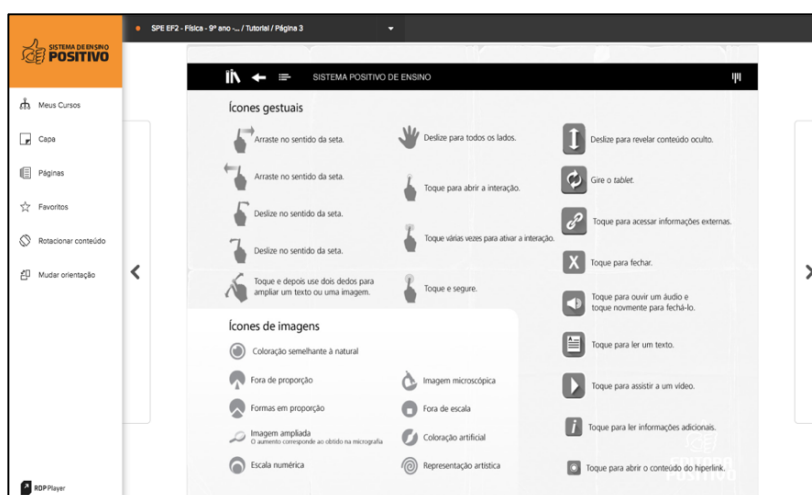 SPE EF2 - Física - 9º ano -... / Tutorial / Página 3
SISTEMA DE ENSINO
POSITIVO
Meus Cursos
Capa
Páginas
Favoritos
Rotacionar conteúdo
Mudar orientação
RDP Player
SISTEMA POSITIVO DE ENSINO
Ícones gestuais
Arraste no sentido da seta.
Arraste no sentido da seta.
Deslize no sentido da seta.
Deslize no sentido da seta.
Toque e depois use dois dedos para
ampliar um texto ou uma imagem.
Deslize para todos os lados.
Toque para abrir a interação.
Toque várias vezes para ativar a interação.
Toque e segure.
Deslize para revelar conteúdo oculto.
Gire o tablet.
Toque para acessar informações externas.
X
Toque para fechar.
Toque para ouvir um áudio e
toque novmente para fechá-lo.
Toque para ler um texto.
Toque para assistir a um vídeo.
i
Toque para ler informações adicionais.
Toque para abrir o conteúdo do hiperlink.
Ícones de imagens
Coloração semelhante à natural
Fora de proporção
Formas em proporção
Imagem ampliada
O aumento corresponde ao obtido na micrografia
Escala numérica
Imagem microscópica
Fora de escala
Coloração artificial
Representação artística
EDITORA
POSITIVO